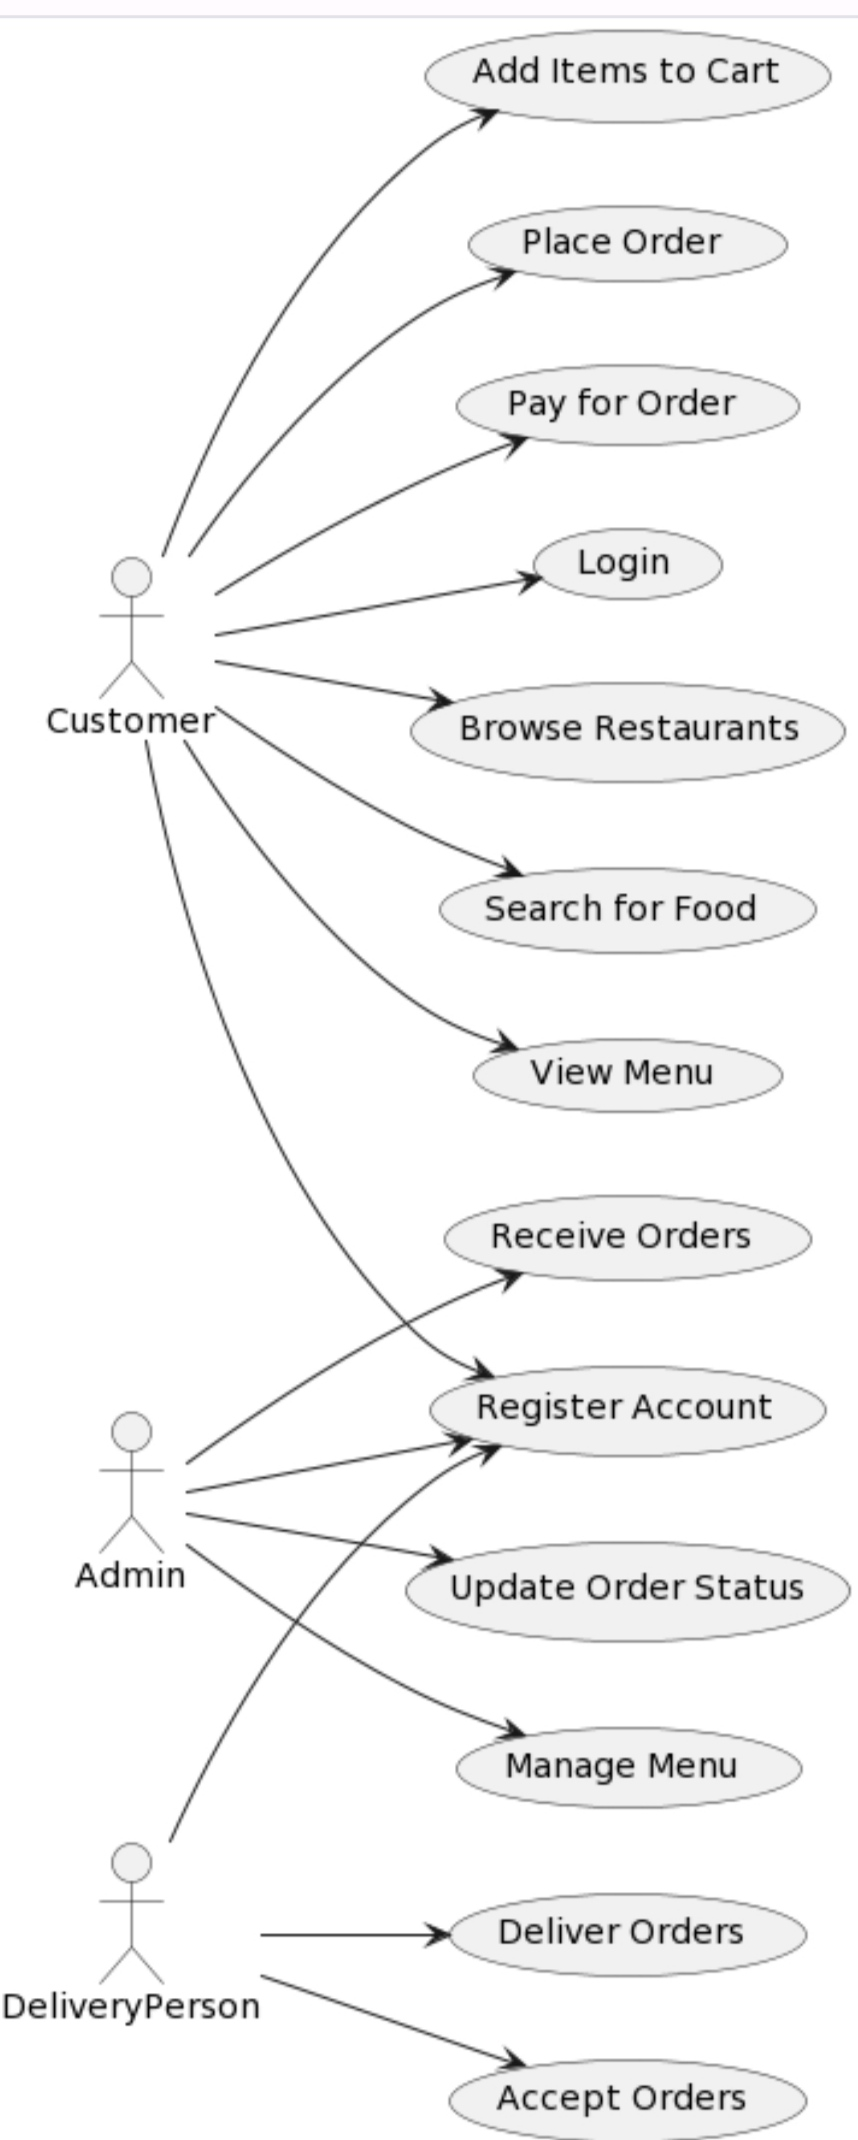 Add Items to Cart
Place Order
Pay for Order
Login
Customer
Browse Restaurants
Search for Food
View Menu
Receive Orders
Register Account
Admin
Update Order Status
Manage Menu
Deliver Orders
DeliveryPerson
Accept Orders